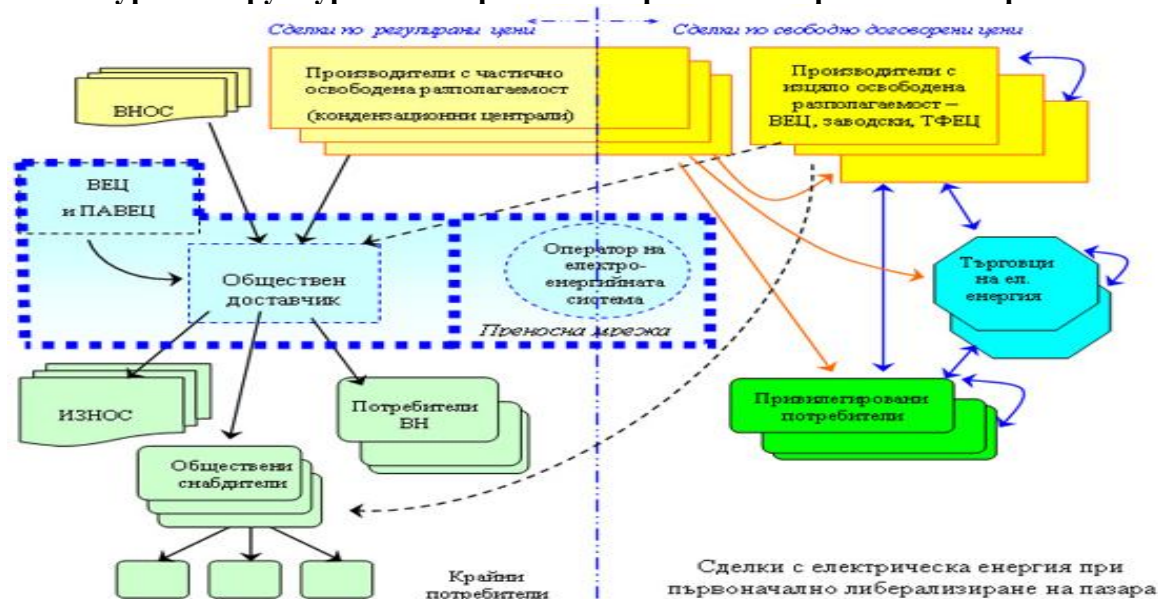 Сделки по регулирани цени
Сделки по свободно договорени цени
ВНОС
Производители с частично
освободена разполагаемост
(кондензационни централи)
Производители с
изцяло освободена
разполагаемост –
ВЕЦ, заводски, ТФЕЦ
ВЕЦ
и ПАВЕЦ
Обществен
доставчик
Оператор на
електро-
енергийната
система
Преносна мрежа
Търговци
на ел.
енергия
ИЗНОС
Потребители
ВН
Привилегировани
потребители
Обществени
снабдители
Крайни
потребители
Сделки с електрическа енергия при
първоначално либерализиране на пазара